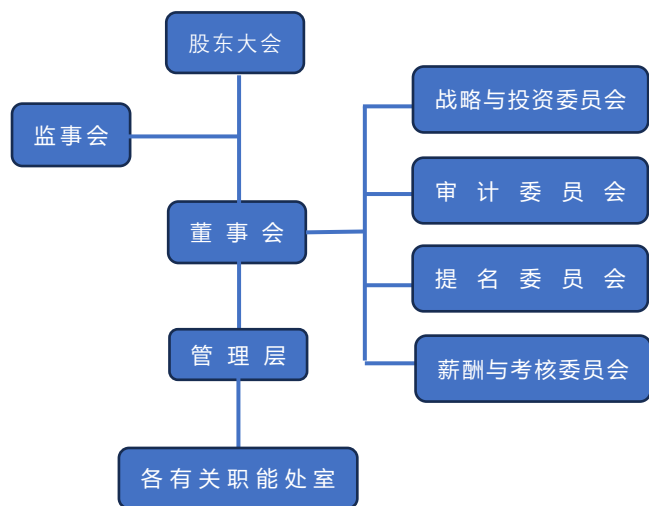 股东大会
监事会
董事会
管理层
各有关职能处室
战略与投资委员会
审计委员会
提名委员会
薪酬与考核委员会